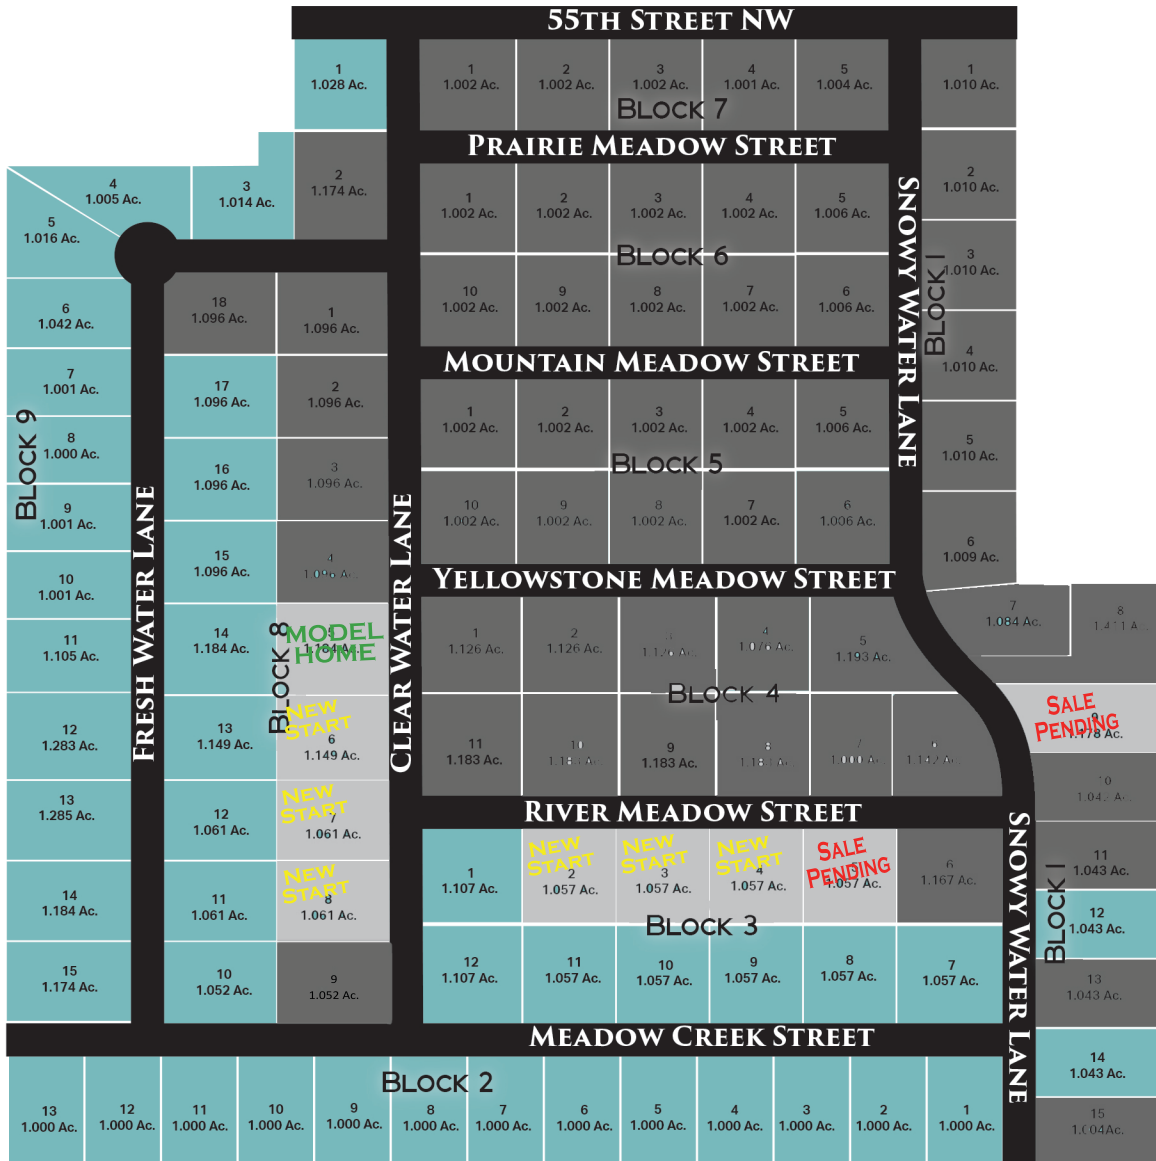 55TH STREET NW
1
1.028 Ac.
1
1.002 Ac.
2
1.002 Ac.
3
1.002 Ac.
4
1.001 Ac.
5
1.004 Ac.
1
1.010 Ac.
BLOCK 7
PRAIRIE MEADOW STREET
2
1.174 Ac.
2
1.010 Ac.
4
1.005 Ac.
3
1.014 Ac.
5
1.016 Ac.
1
1.002 Ac.
2
1.002 Ac.
3
1.002 Ac.
4
1.002 Ac.
5
1.006 Ac.
SNOWY WATER LANE
BLOCK 6
3
1.010 Ac.
BLOCK 1
10
1.002 Ac.
9
1.002 Ac.
8
1.002 Ac.
7
1.002 Ac.
6
1.006 Ac.
6
1.042 Ac.
18
1.096 Ac.
1
1.096 Ac.
MOUNTAIN MEADOW STREET
4
1.010 Ac.
7
1.001 Ac.
17
1.096 Ac.
2
1.096 Ac.
1
1.002 Ac.
2
1.002 Ac.
3
1.002 Ac.
4
1.002 Ac.
5
1.006 Ac.
BLOCK 9
8
1.000 Ac.
16
1.096 Ac.
3
1.096 Ac.
BLOCK 5
5
1.010 Ac.
9
1.001 Ac.
10
1.002 Ac.
9
1.002 Ac.
8
1.002 Ac.
7
1.002 Ac.
6
1.006 Ac.
FRESH WATER LANE
CLEAR WATER LANE
15
1.096 Ac.
4
6
1.009 Ac.
10
1.001 Ac.
YELLOWSTONE MEADOW STREET
7
1.084 Ac.
8
11
1.105 Ac.
14
1.184 Ac.
BLOCK 8
MODEL
HOME
1
1.126 Ac.
2
1.126 Ac.
4
5
1.193 Ac.
BLOCK 4
12
1.283 Ac.
13
1.149 Ac.
NEW
START
6
1.149 Ac.
SALE
PENDING
9
1.178 Ac.
11
1.183 Ac.
10
9
1.183 Ac.
8
13
1.285 Ac.
12
1.061 Ac.
NEW
START
7
1.061 Ac.
RIVER MEADOW STREET
10
SNOWY WATER LANE
14
1.184 Ac.
11
1.061 Ac.
NEW
START
8
1.061 Ac.
1
1.107 Ac.
NEW
START
2
1.057 Ac.
NEW
START
3
1.057 Ac.
NEW
START
4
1.057 Ac.
SALE
PENDING
5
1.057 Ac.
6
1.167 Ac.
11
1.043 Ac.
BLOCK 3
BLOCK 1
12
1.043 Ac.
15
1.174 Ac.
10
1.052 Ac.
9
1.052 Ac.
12
1.107 Ac.
11
1.057 Ac.
10
1.057 Ac.
9
1.057 Ac.
8
1.057 Ac.
7
1.057 Ac.
13
1.043 Ac.
MEADOW CREEK STREET
14
1.043 Ac.
BLOCK 2
13
1.000 Ac.
12
1.000 Ac.
11
1.000 Ac.
10
1.000 Ac.
9
1.000 Ac.
8
1.000 Ac.
7
1.000 Ac.
6
1.000 Ac.
5
1.000 Ac.
4
1.000 Ac.
3
1.000 Ac.
2
1.000 Ac.
1
1.000 Ac.
15
1.004 Ac.